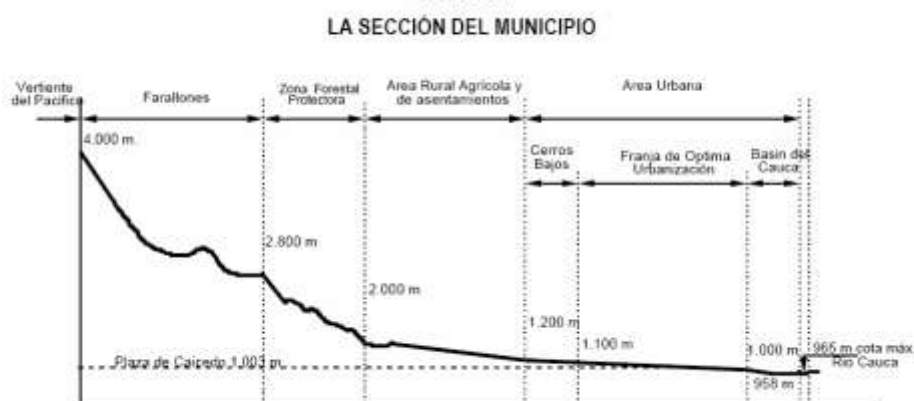 LA SECCIÓN DEL MUNICIPIO
Vertiente
del Pacífico
Farallones
Zona Forestal
Protectora
Area Rural Agrícola y
de asentamientos
Area Urbana
Cerros
Bajos
Franja de Optima
Urbanización
Basin del
Cauca
4.000 m.
2.800 m
2.000 m
1.200 m
1.100 m
1.000 m
965 m cota máx
Rio Cauca
Plaza de Caicedo 1.003 m.
958 m